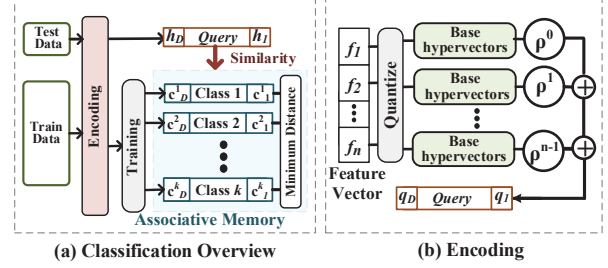 Test Data
Train Data
Encoding
Training
h_D Query h_1
Similarity
c^1_D Class 1 c^1_1
c^2_D Class 2 c^2_1
c^k_D Class k c^k_1
Minimum Distance
Associative Memory
(a) Classification Overview
f_1
f_2
f_n
Feature
Vector
Quantize
Base
hypervectors
ρ^0
Base
hypervectors
ρ^1
Base
hypervectors
ρ^{n-1}
+
+
q_D Query q_1
(b) Encoding